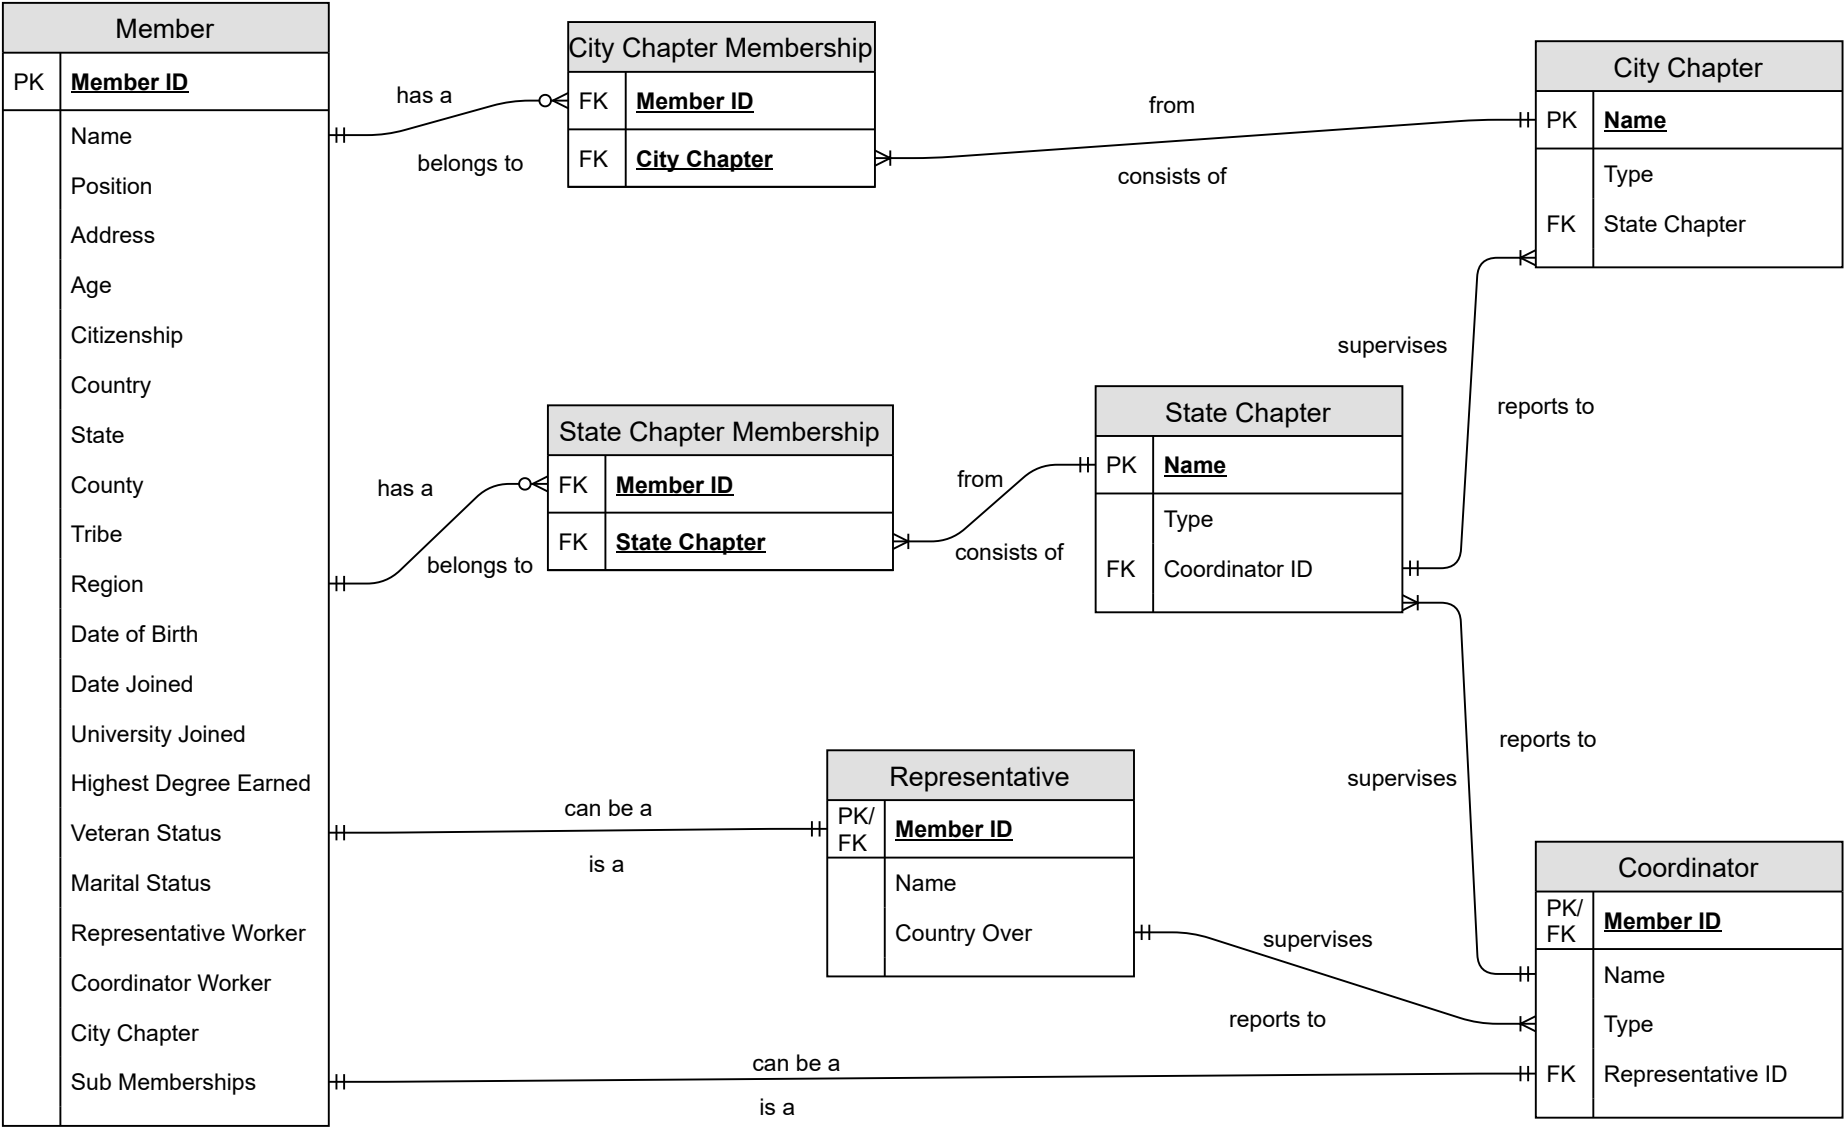 Member
PK Member ID
Name
Position
Address
Age
Citizenship
Country
State
County
Tribe
Region
Date of Birth
Date Joined
University Joined
Highest Degree Earned
Veteran Status
Marital Status
Representative Worker
Coordinator Worker
City Chapter
Sub Memberships
has a
belongs to
City Chapter Membership
FK Member ID
FK City Chapter
from
consists of
City Chapter
PK Name
Type
FK State Chapter
supervises
reports to
has a
belongs to
State Chapter Membership
FK Member ID
FK State Chapter
from
consists of
State Chapter
PK Name
Type
FK Coordinator ID
reports to
supervises
can be a
is a
Representative
PK/
FK Member ID
Name
Country Over
supervises
reports to
Coordinator
PK/
FK Member ID
Name
Type
FK Representative ID
can be a
is a